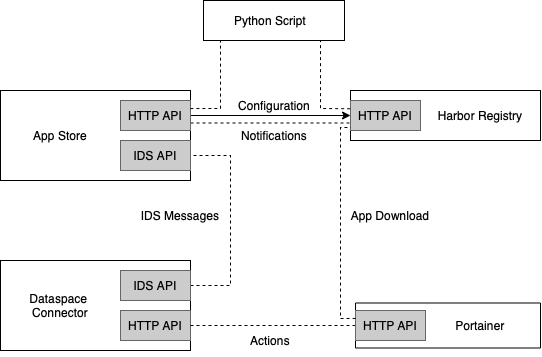 Python Script
HTTP API
Configuration
HTTP API
Harbor Registry
App Store
Notifications
IDS API
IDS Messages
App Download
IDS API
Dataspace
Connector
HTTP API
HTTP API
Portainer
Actions